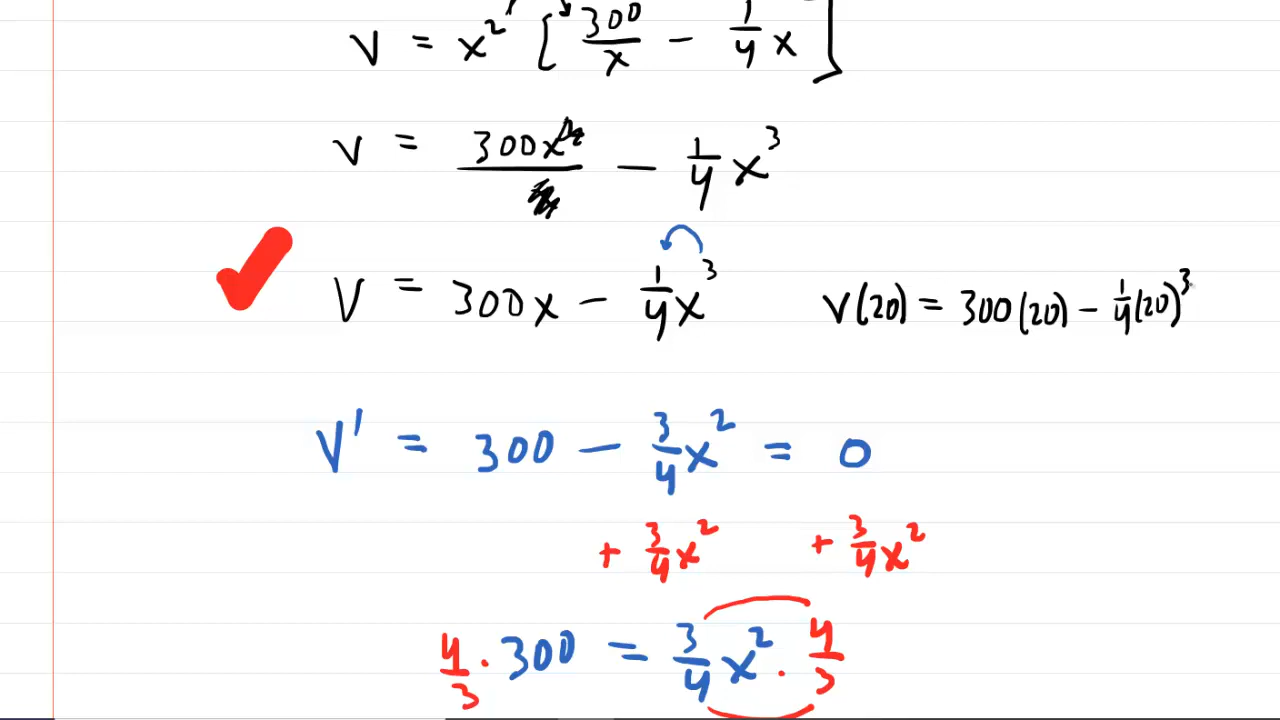 V = x² [ 300/x - 1/4 x ]
V = 300x/ - 1/4 x³
V = 300x - 1/4 x³ V(20) = 300(20) - 1/4 (20)³
V' = 300 - 3/4 x² = 0
+ 3/4 x² + 3/4 x²
4/3 · 300 = 3/4 x² · 4/3